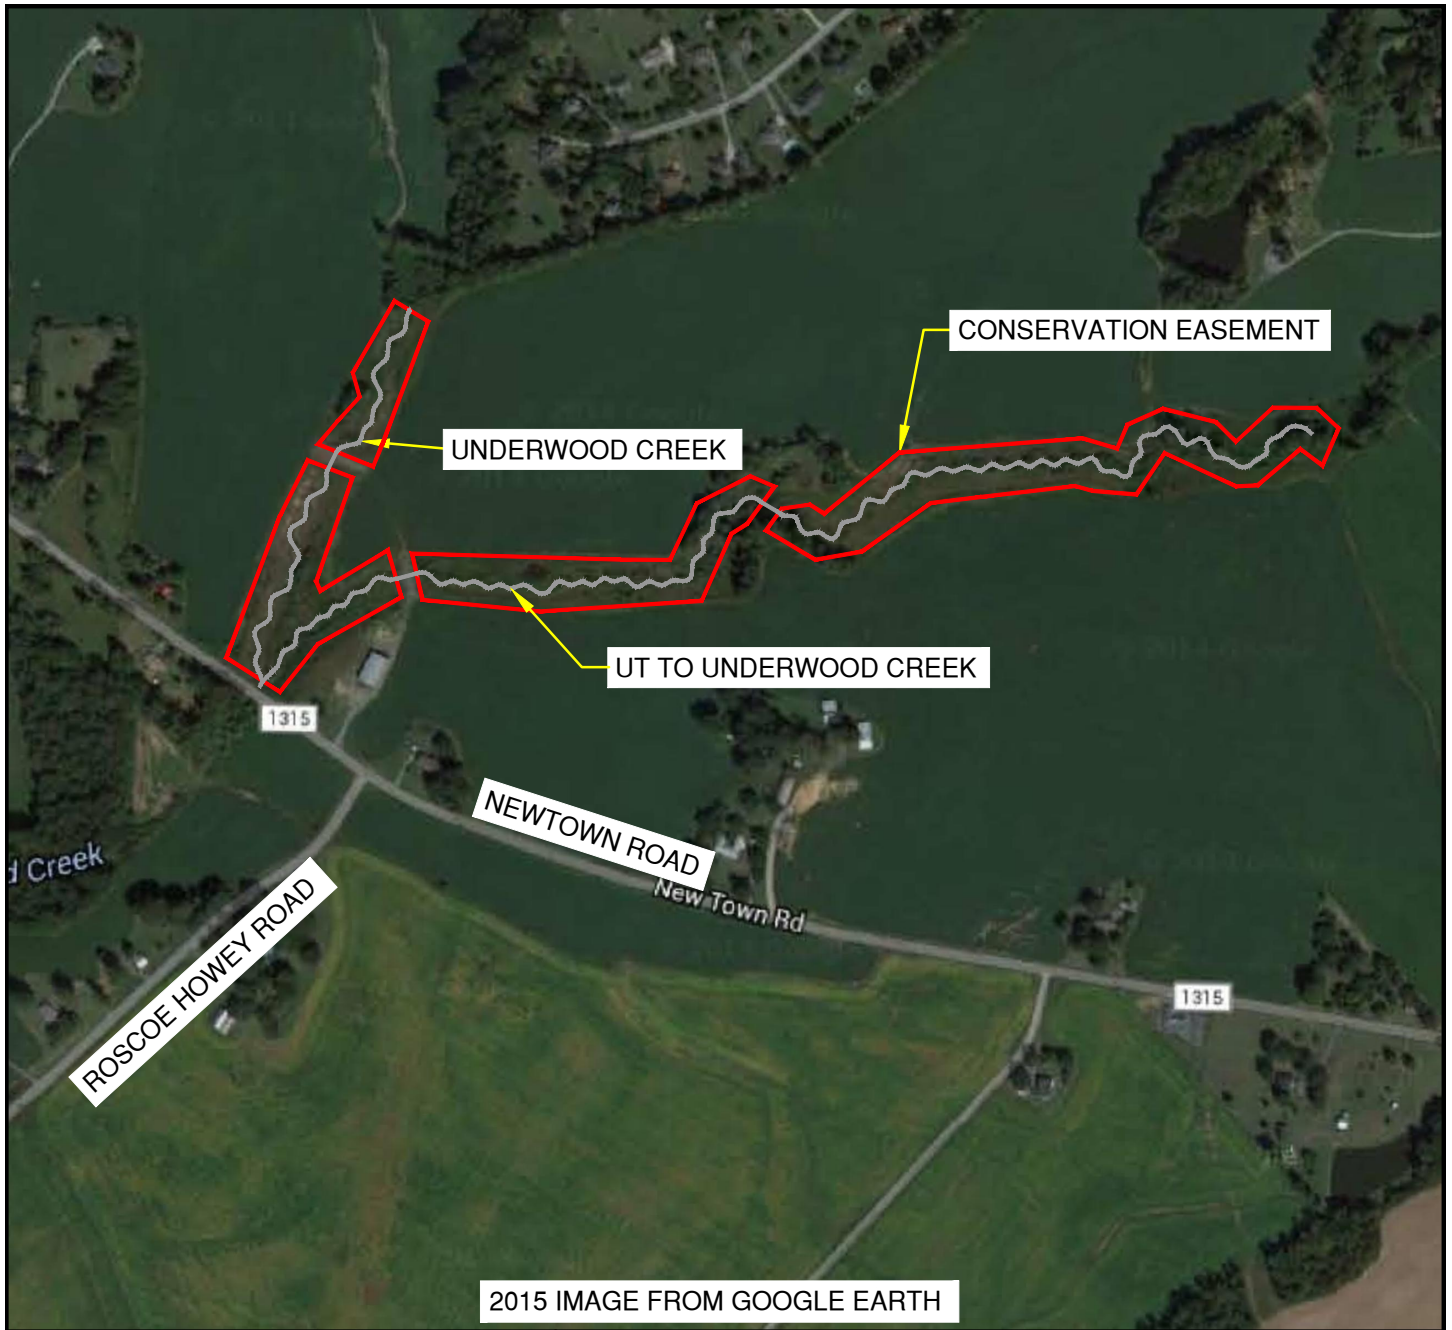 CONSERVATION EASEMENT
UNDERWOOD CREEK
UT TO UNDERWOOD CREEK
1315
NEWTOWN ROAD
d Creek
New Town Rd
ROSCOE HOWEY ROAD
1315
2015 IMAGE FROM GOOGLE EARTH